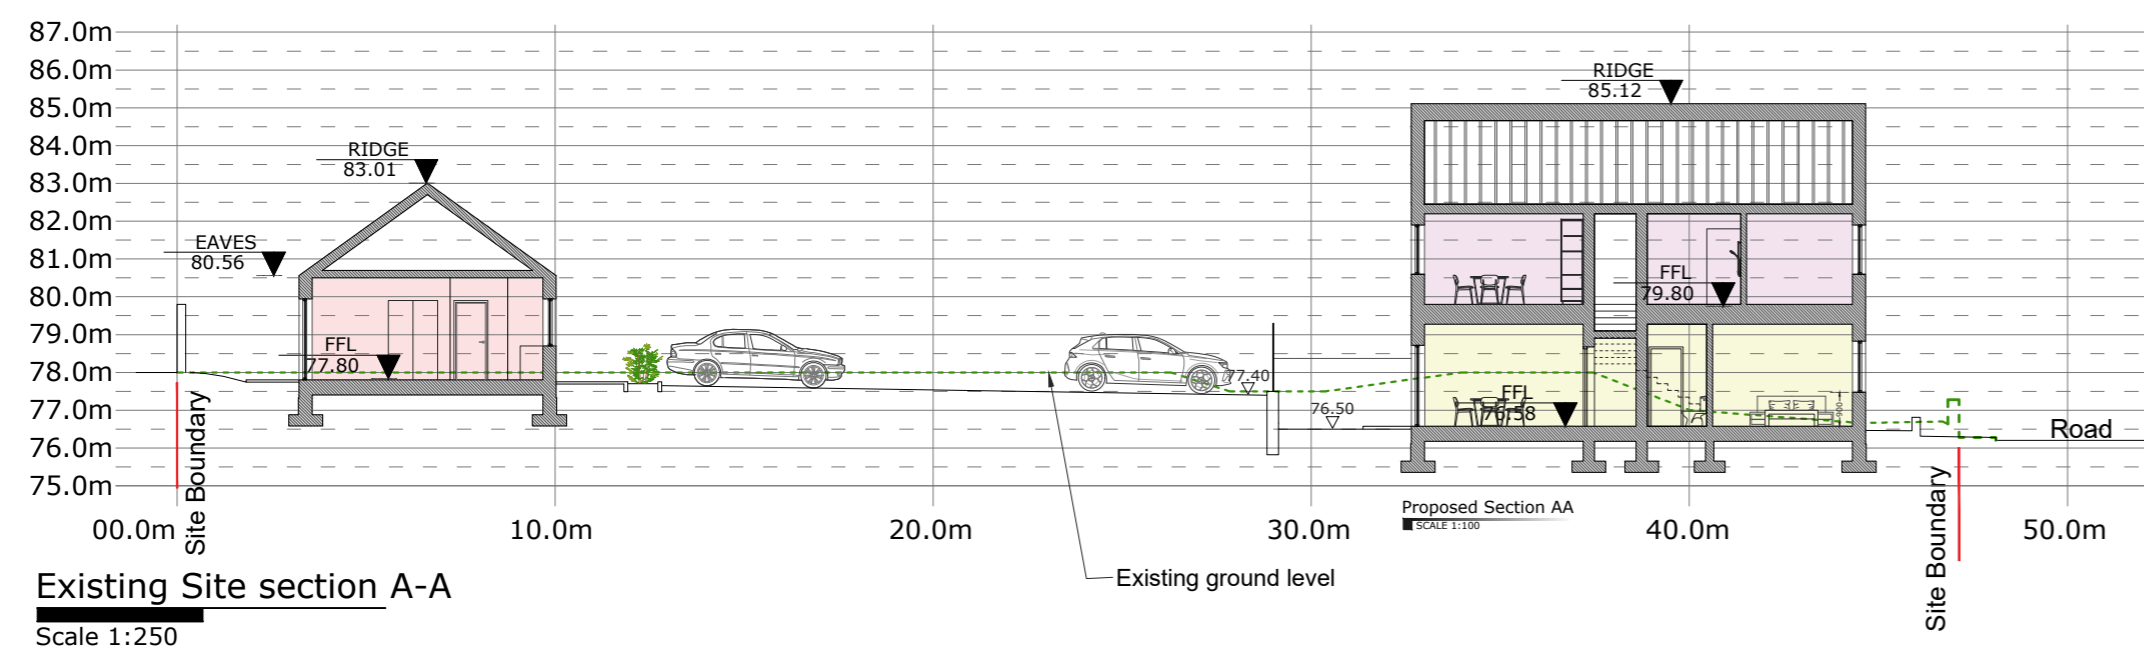 87.0m
86.0m
85.0m
84.0m
83.0m
82.0m
81.0m
80.0m
79.0m
78.0m
77.0m
76.0m
75.0m
RIDGE
83.01
EAVES
80.56
FFL
77.80
77.40
76.50
RIDGE
85.12
FFL
79.80
FFL
76.58
900
Road
00.0m
10.0m
20.0m
30.0m
40.0m
50.0m
Site Boundary
Site Boundary
Proposed Section AA
SCALE 1:100
Existing ground level
Existing Site section A-A
Scale 1:250